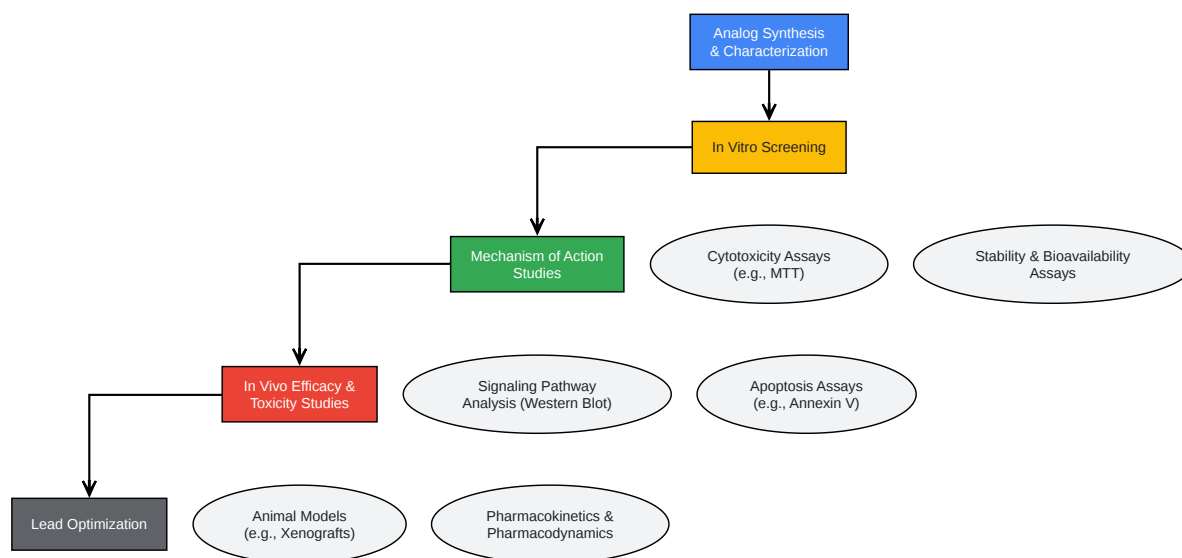 Analog Synthesis
& Characterization
In Vitro Screening
Mechanism of Action
Studies
Cytotoxicity Assays
(e.g., MTT)
Stability & Bioavailability
Assays
In Vivo Efficacy &
Toxicity Studies
Signaling Pathway
Analysis (Western Blot)
Apoptosis Assays
(e.g., Annexin V)
Lead Optimization
Animal Models
(e.g., Xenografts)
Pharmacokinetics &
Pharmacodynamics